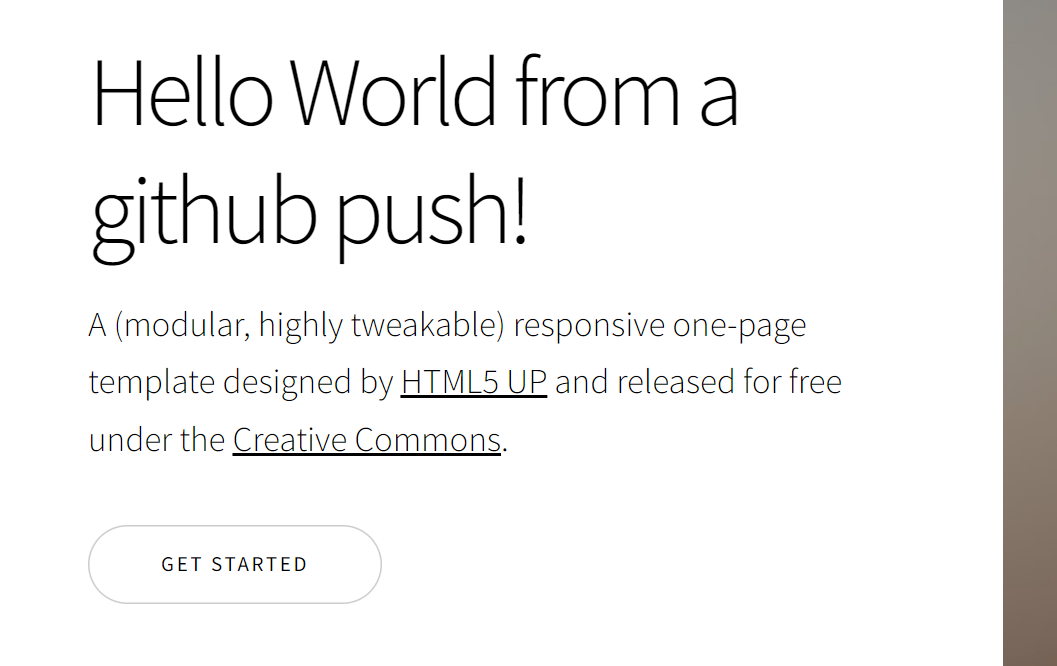 Hello World from a
github push!
A (modular, highly tweakable) responsive one-page
template designed by HTML5 UP and released for free
under the Creative Commons.
GET STARTED